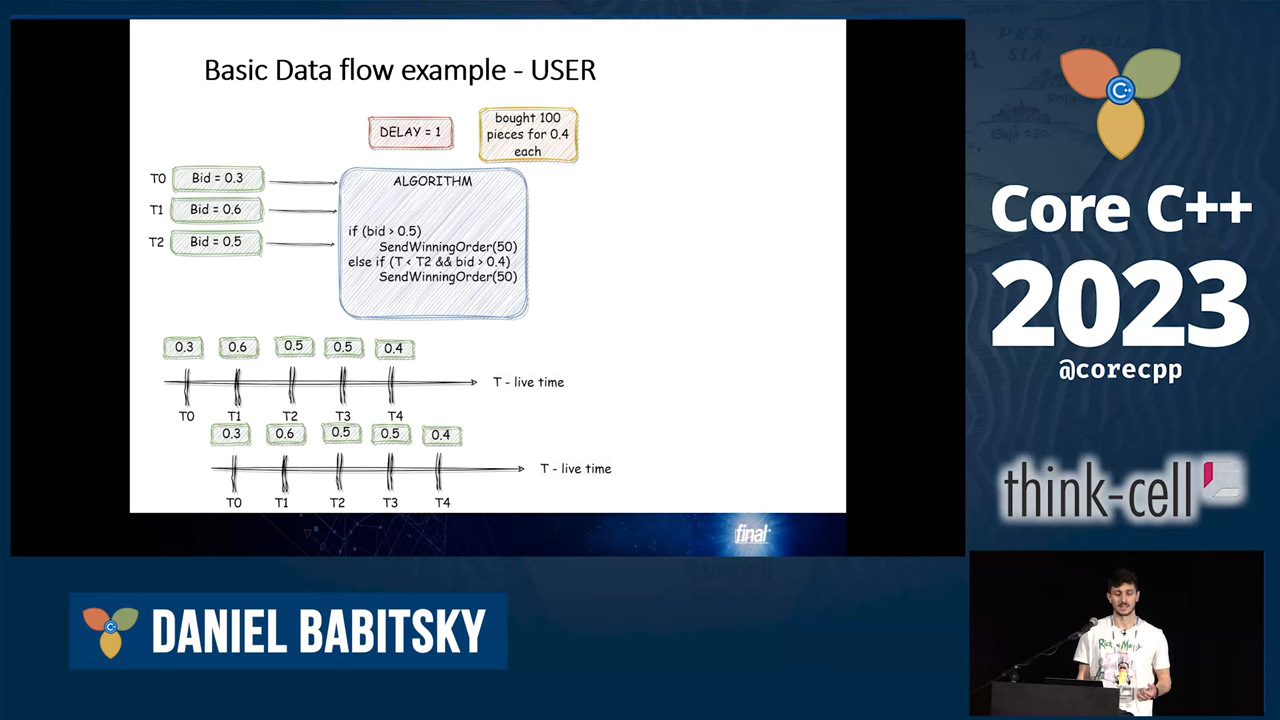 Basic Data flow example - USER
DELAY = 1
bought 100
pieces for 0.4
each
T0 Bid = 0.3
T1 Bid = 0.6
T2 Bid = 0.5
ALGORITHM
if (bid > 0.5)
SendWinningOrder(50)
else if (T < T2 && bid > 0.4)
SendWinningOrder(50)
0.3 0.6 0.5 0.5 0.4
T - live time
T0 T1 T2 T3 T4
0.3 0.6 0.5 0.5 0.4
T - live time
T0 T1 T2 T3 T4
final
C++
DANIEL BABITSKY
C++
Core C++
2023
@corecpp
think-cell